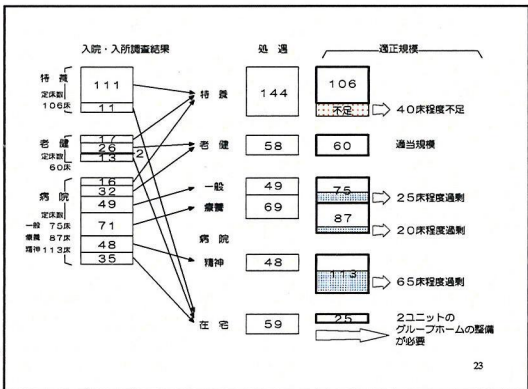 入院・入所調査結果 処遇 適正規模
特養
定床数
106床
111
11
特養
144
106
不足
40床程度不足
老健
定床数
60床
17
26
13
2
老健
58
60
適当規模
病院
定床数
一般 75床
療養 87床
精神113床
16
32
49
71
48
35
一般
49
75
25床程度過剰
療養
69
87
20床程度過剰
病院
精神
48
113
65床程度過剰
在宅
59
25
2ユニットの
グループホームの整備
が必要
23